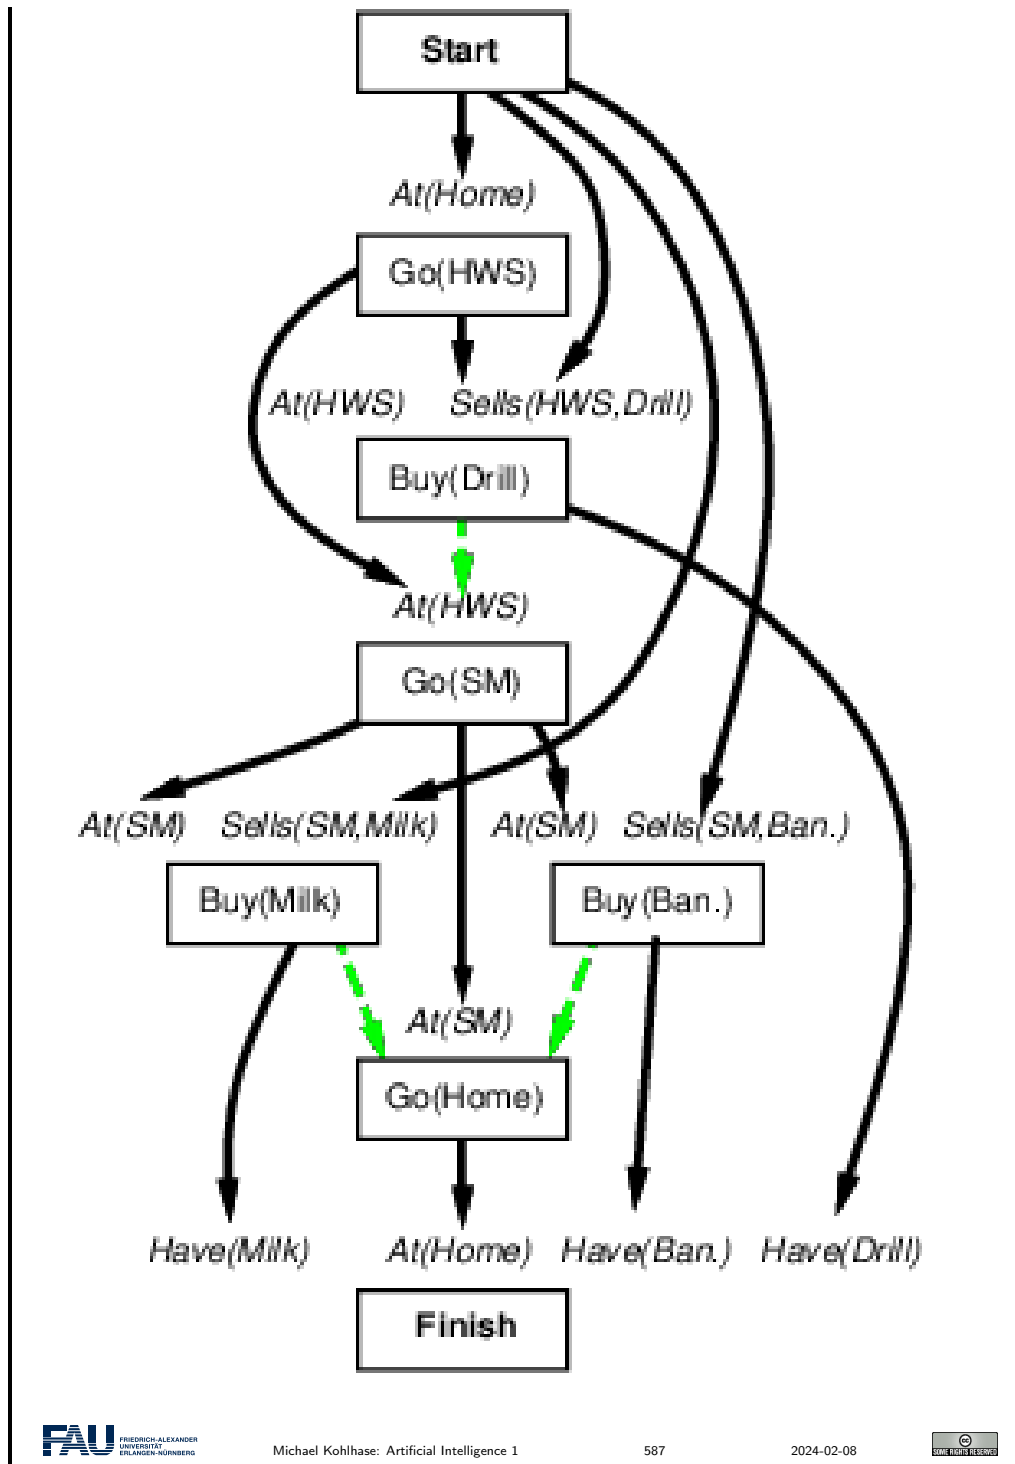 Start
At(Home)
Go(HWS)
At(HWS) Sells(HWS,Drill)
Buy(Drill)
At(HWS)
Go(SM)
At(SM) Sells(SM,Milk) At(SM) Sells(SM,Ban.)
Buy(Milk) Buy(Ban.)
At(SM)
Go(Home)
Have(Milk) At(Home) Have(Ban.) Have(Drill)
Finish
FAU FRIEDRICH-ALEXANDER
UNIVERSITÄT
ERLANGEN-NÜRNBERG
Michael Kohlhase: Artificial Intelligence 1 587 2024-02-08
cc
SOME RIGHTS RESERVED